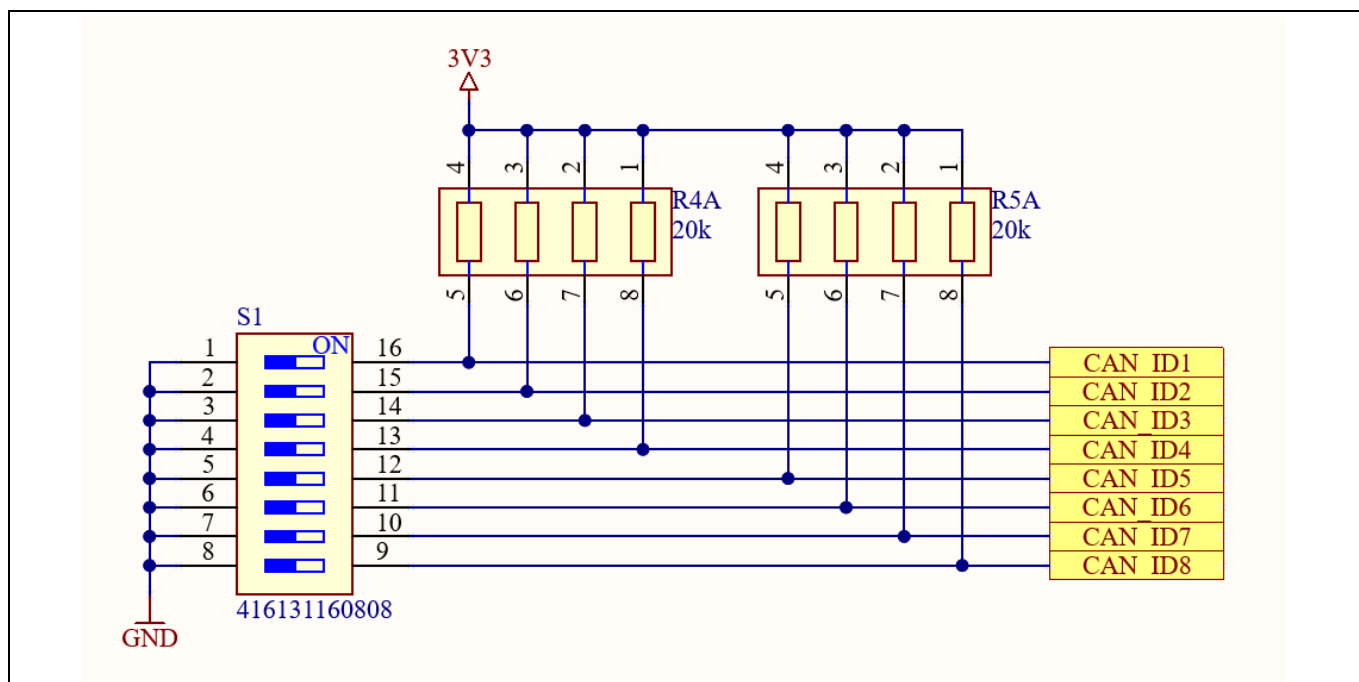 3V3
4 3 2 1
4 3 2 1
R4A
20k
R5A
20k
5 6 7 8
5 6 7 8
S1
ON
1 16 CAN_ID1
2 15 CAN_ID2
3 14 CAN_ID3
4 13 CAN_ID4
5 12 CAN_ID5
6 11 CAN_ID6
7 10 CAN_ID7
8 9 CAN_ID8
416131160808
GND